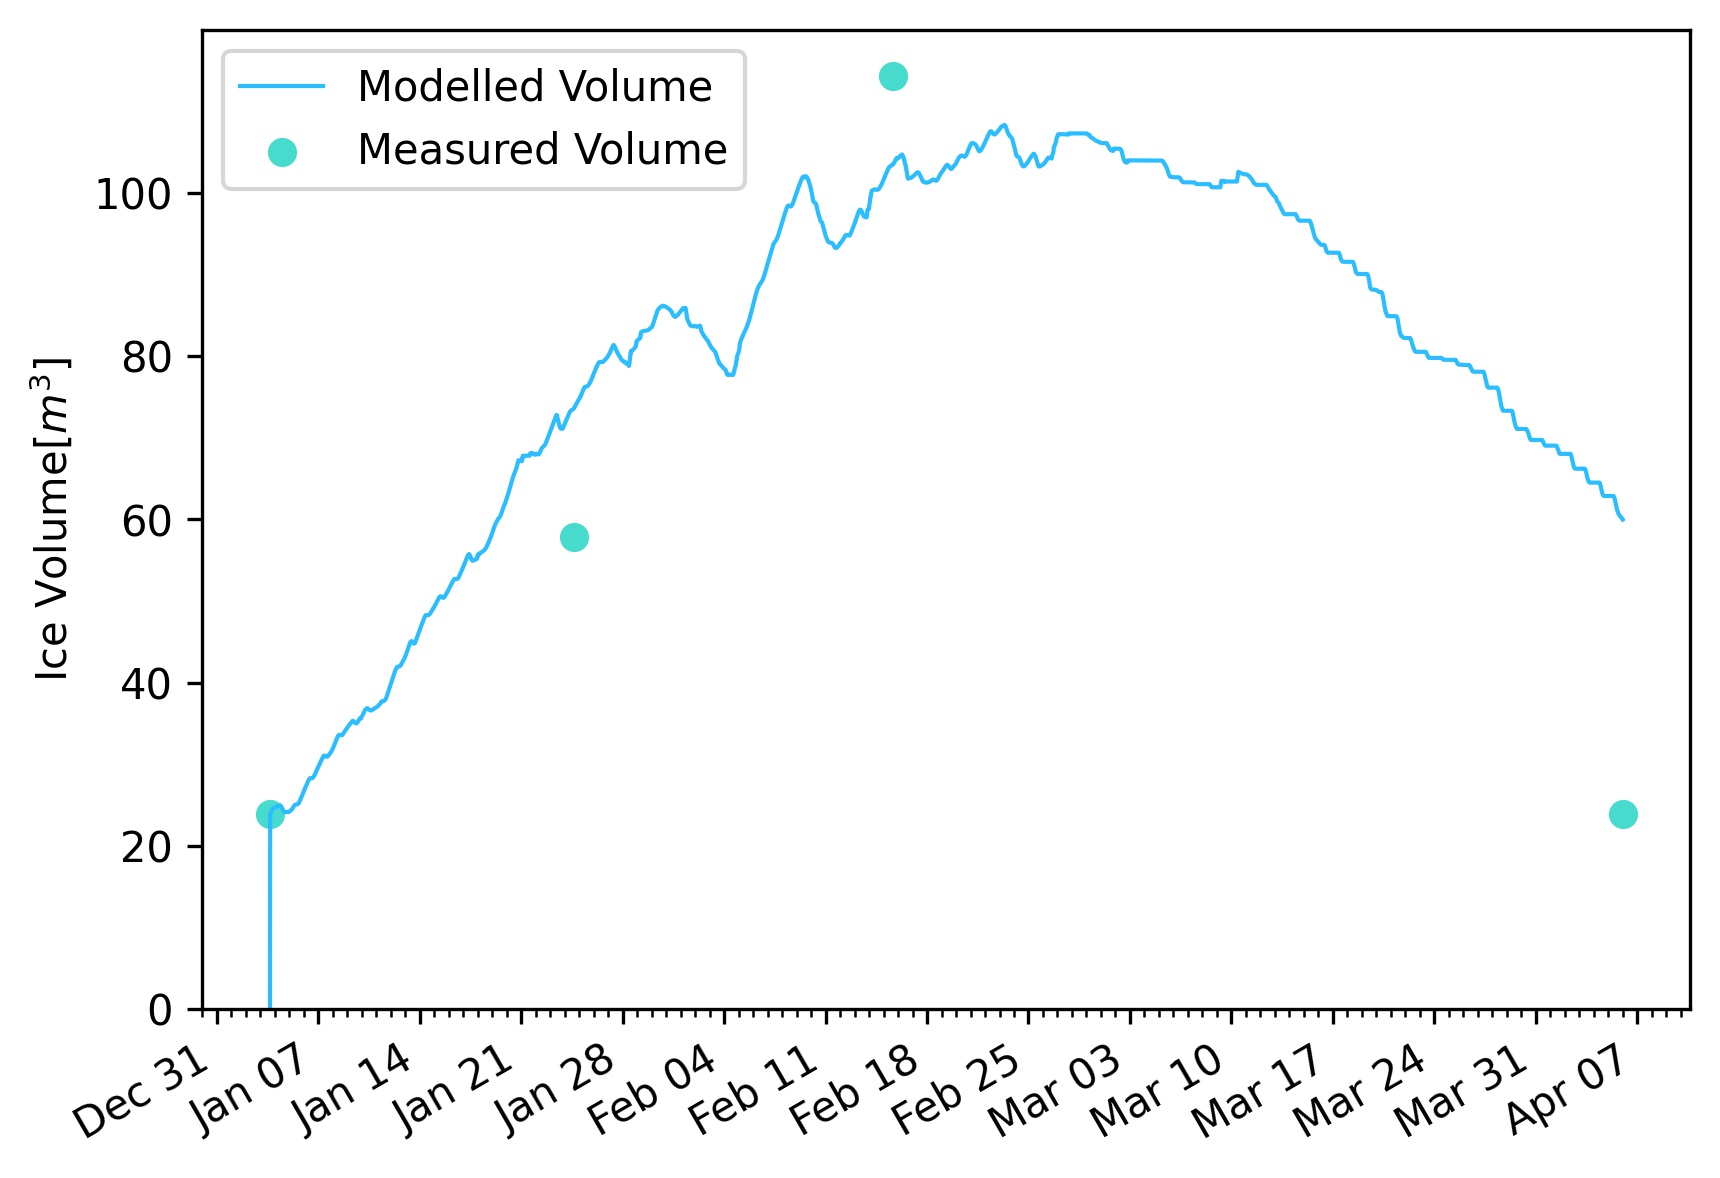 Modelled Volume
Measured Volume
Ice Volume[m³]
100
80
60
40
20
0
Dec 31
Jan 07
Jan 14
Jan 21
Jan 28
Feb 04
Feb 11
Feb 18
Feb 25
Mar 03
Mar 10
Mar 17
Mar 24
Mar 31
Apr 07